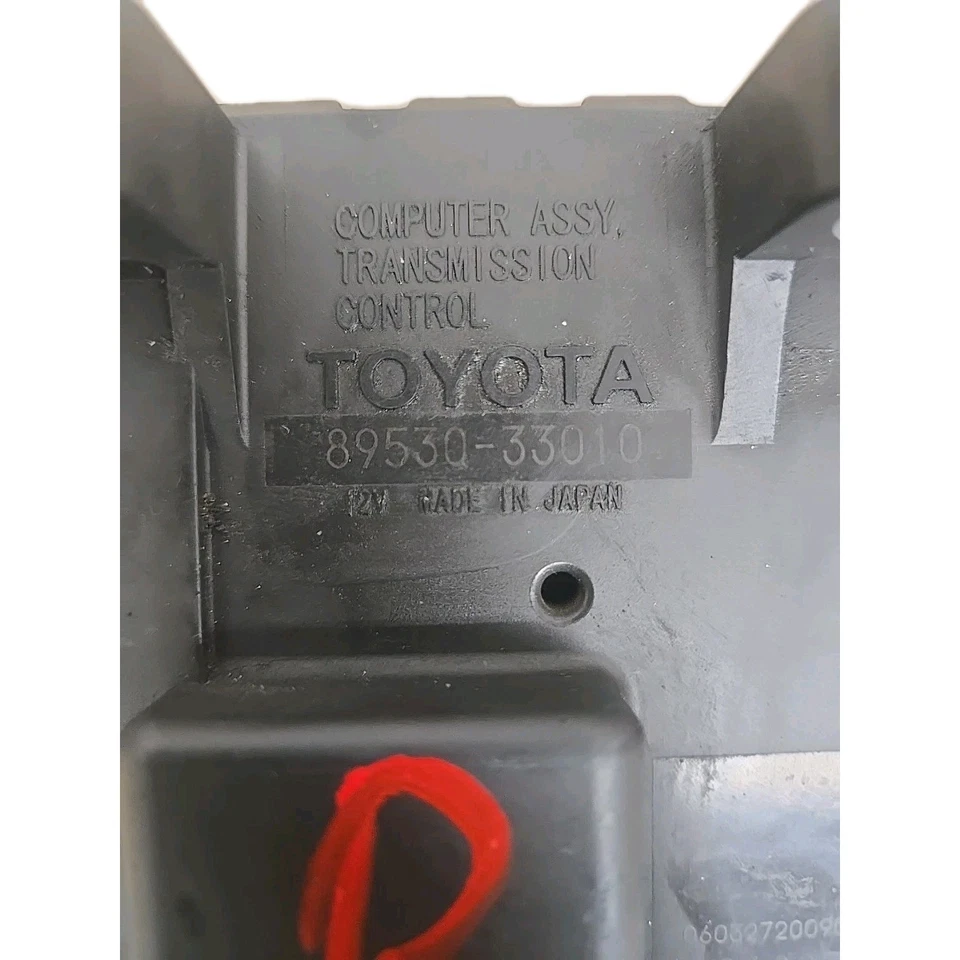 COMPUTER ASSY,
TRANSMISSION
CONTROL
TOYOTA
89530-33010
12V MADE IN JAPAN